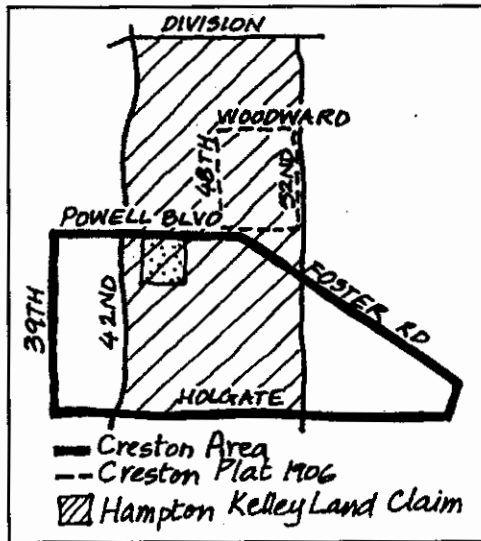 DIVISION
WOODWARD
48TH
52ND
POWELL BLVD
FOSTER RD
39TH
42ND
HOLGATE
Creston Area
Creston Plat 1906
Hampton Kelley Land Claim